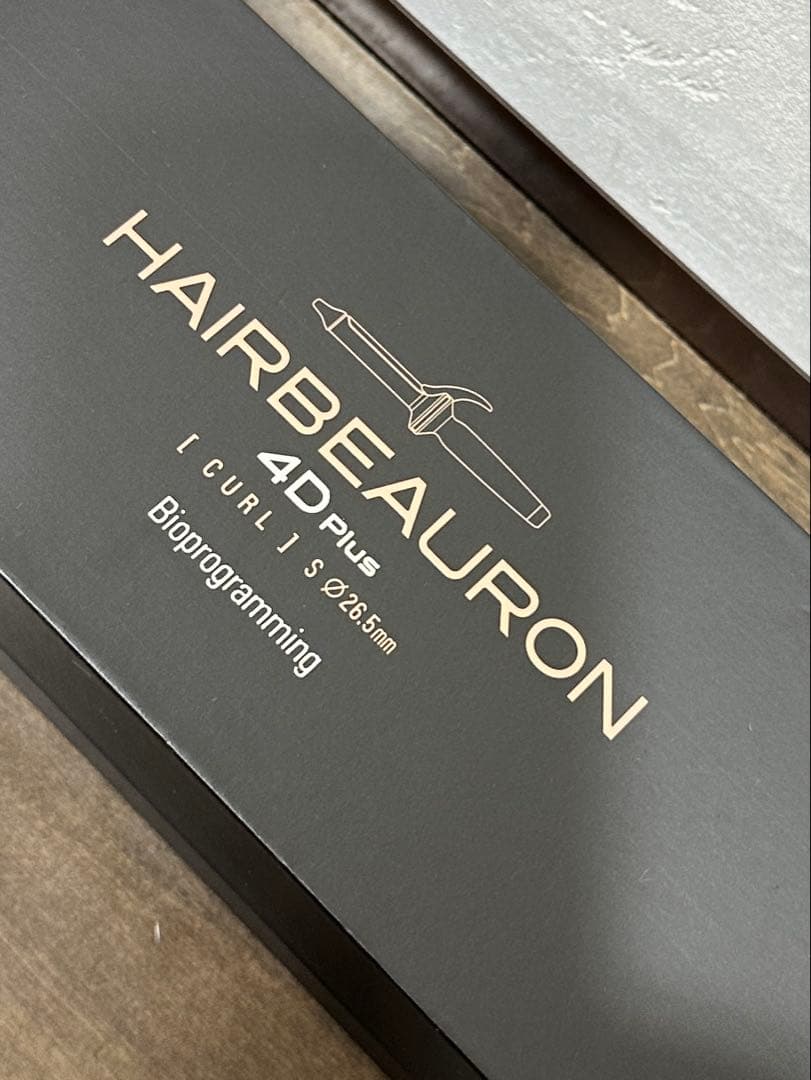 HAIRBEAURON
4D Plus
[ CURL ] S Ø26.5mm
Bioprogramming